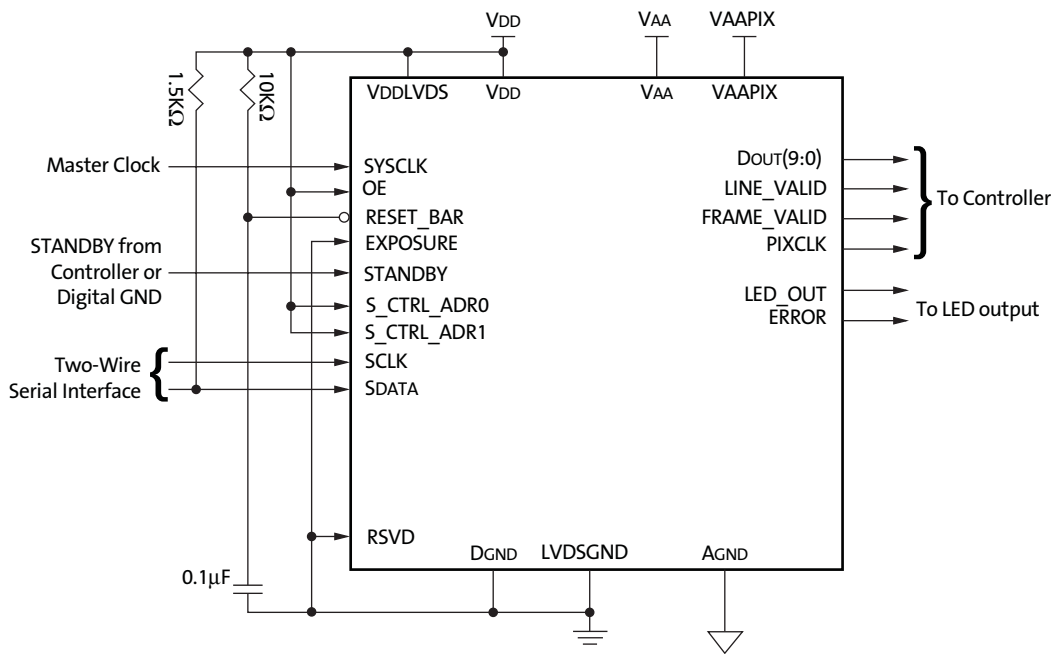 VDD
VAA
VAAPIX
1.5KΩ
10KΩ
VDDLVDS
VDD
VAA
VAAPIX
Master Clock
SYSCLK
OE
RESET_BAR
EXPOSURE
STANDBY from
Controller or
Digital GND
STANDBY
S_CTRL_ADR0
S_CTRL_ADR1
Two-Wire
Serial Interface
SCLK
SDATA
DOUT(9:0)
LINE_VALID
FRAME_VALID
PIXCLK
To Controller
LED_OUT
ERROR
To LED output
RSVD
DGND
LVDSGND
AGND
0.1μF